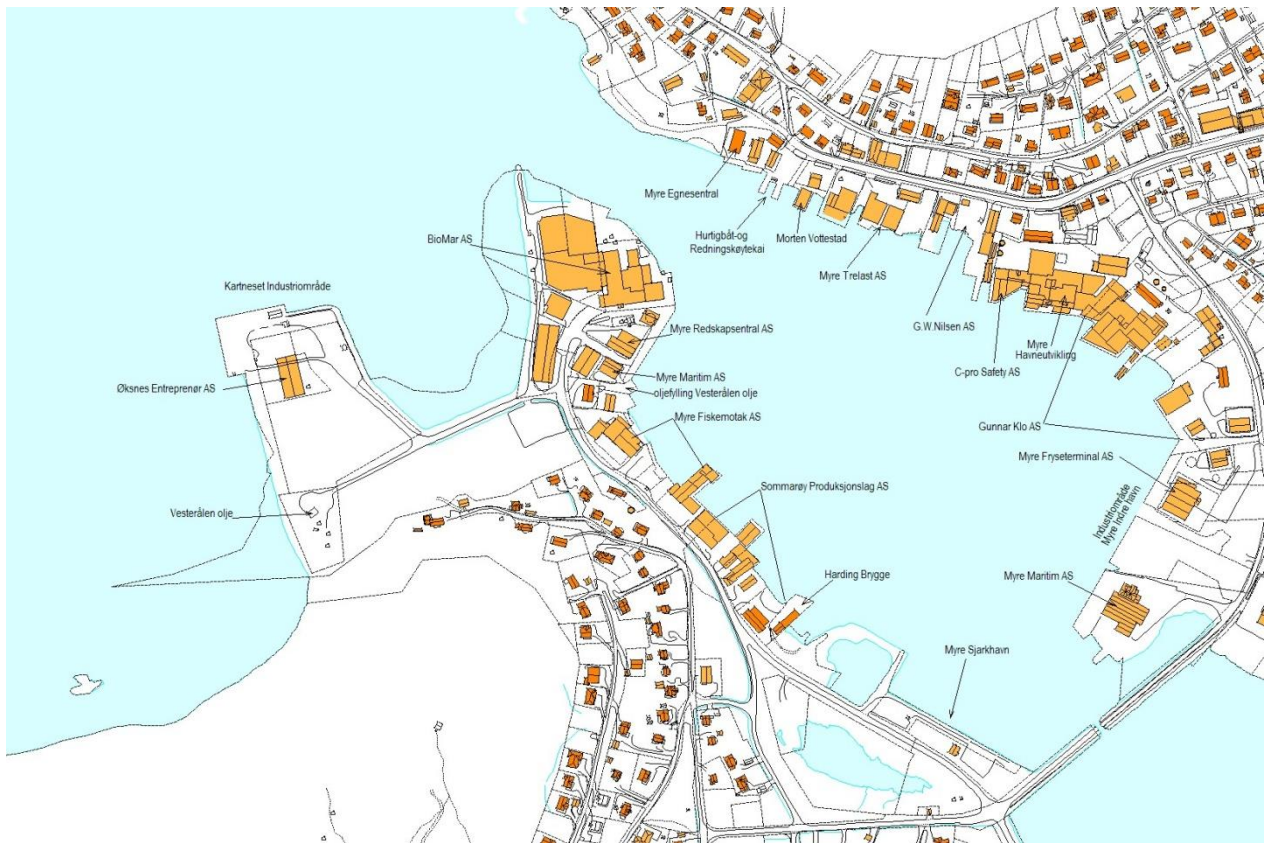 Myre Egnesentral
Hurtigbåt-og
Redningskøytekai
Morten Vottestad
Myre Trelast AS
BioMar AS
Kartneset Industriområde
G.W.Nilsen AS
Myre Redskapsentral AS
Myre
Havneutvikling
C-pro Safety AS
Øksnes Entreprenør AS
Myre Maritim AS
oljefylling Vesterålen olje
Myre Fiskemotak AS
Gunnar Klo AS
Myre Fryseterminal AS
Sommarøy Produksjonslag AS
Industriområde
Myre Indre havn
Vesterålen olje
Harding Brygge
Myre Maritim AS
Myre Sjarkhavn